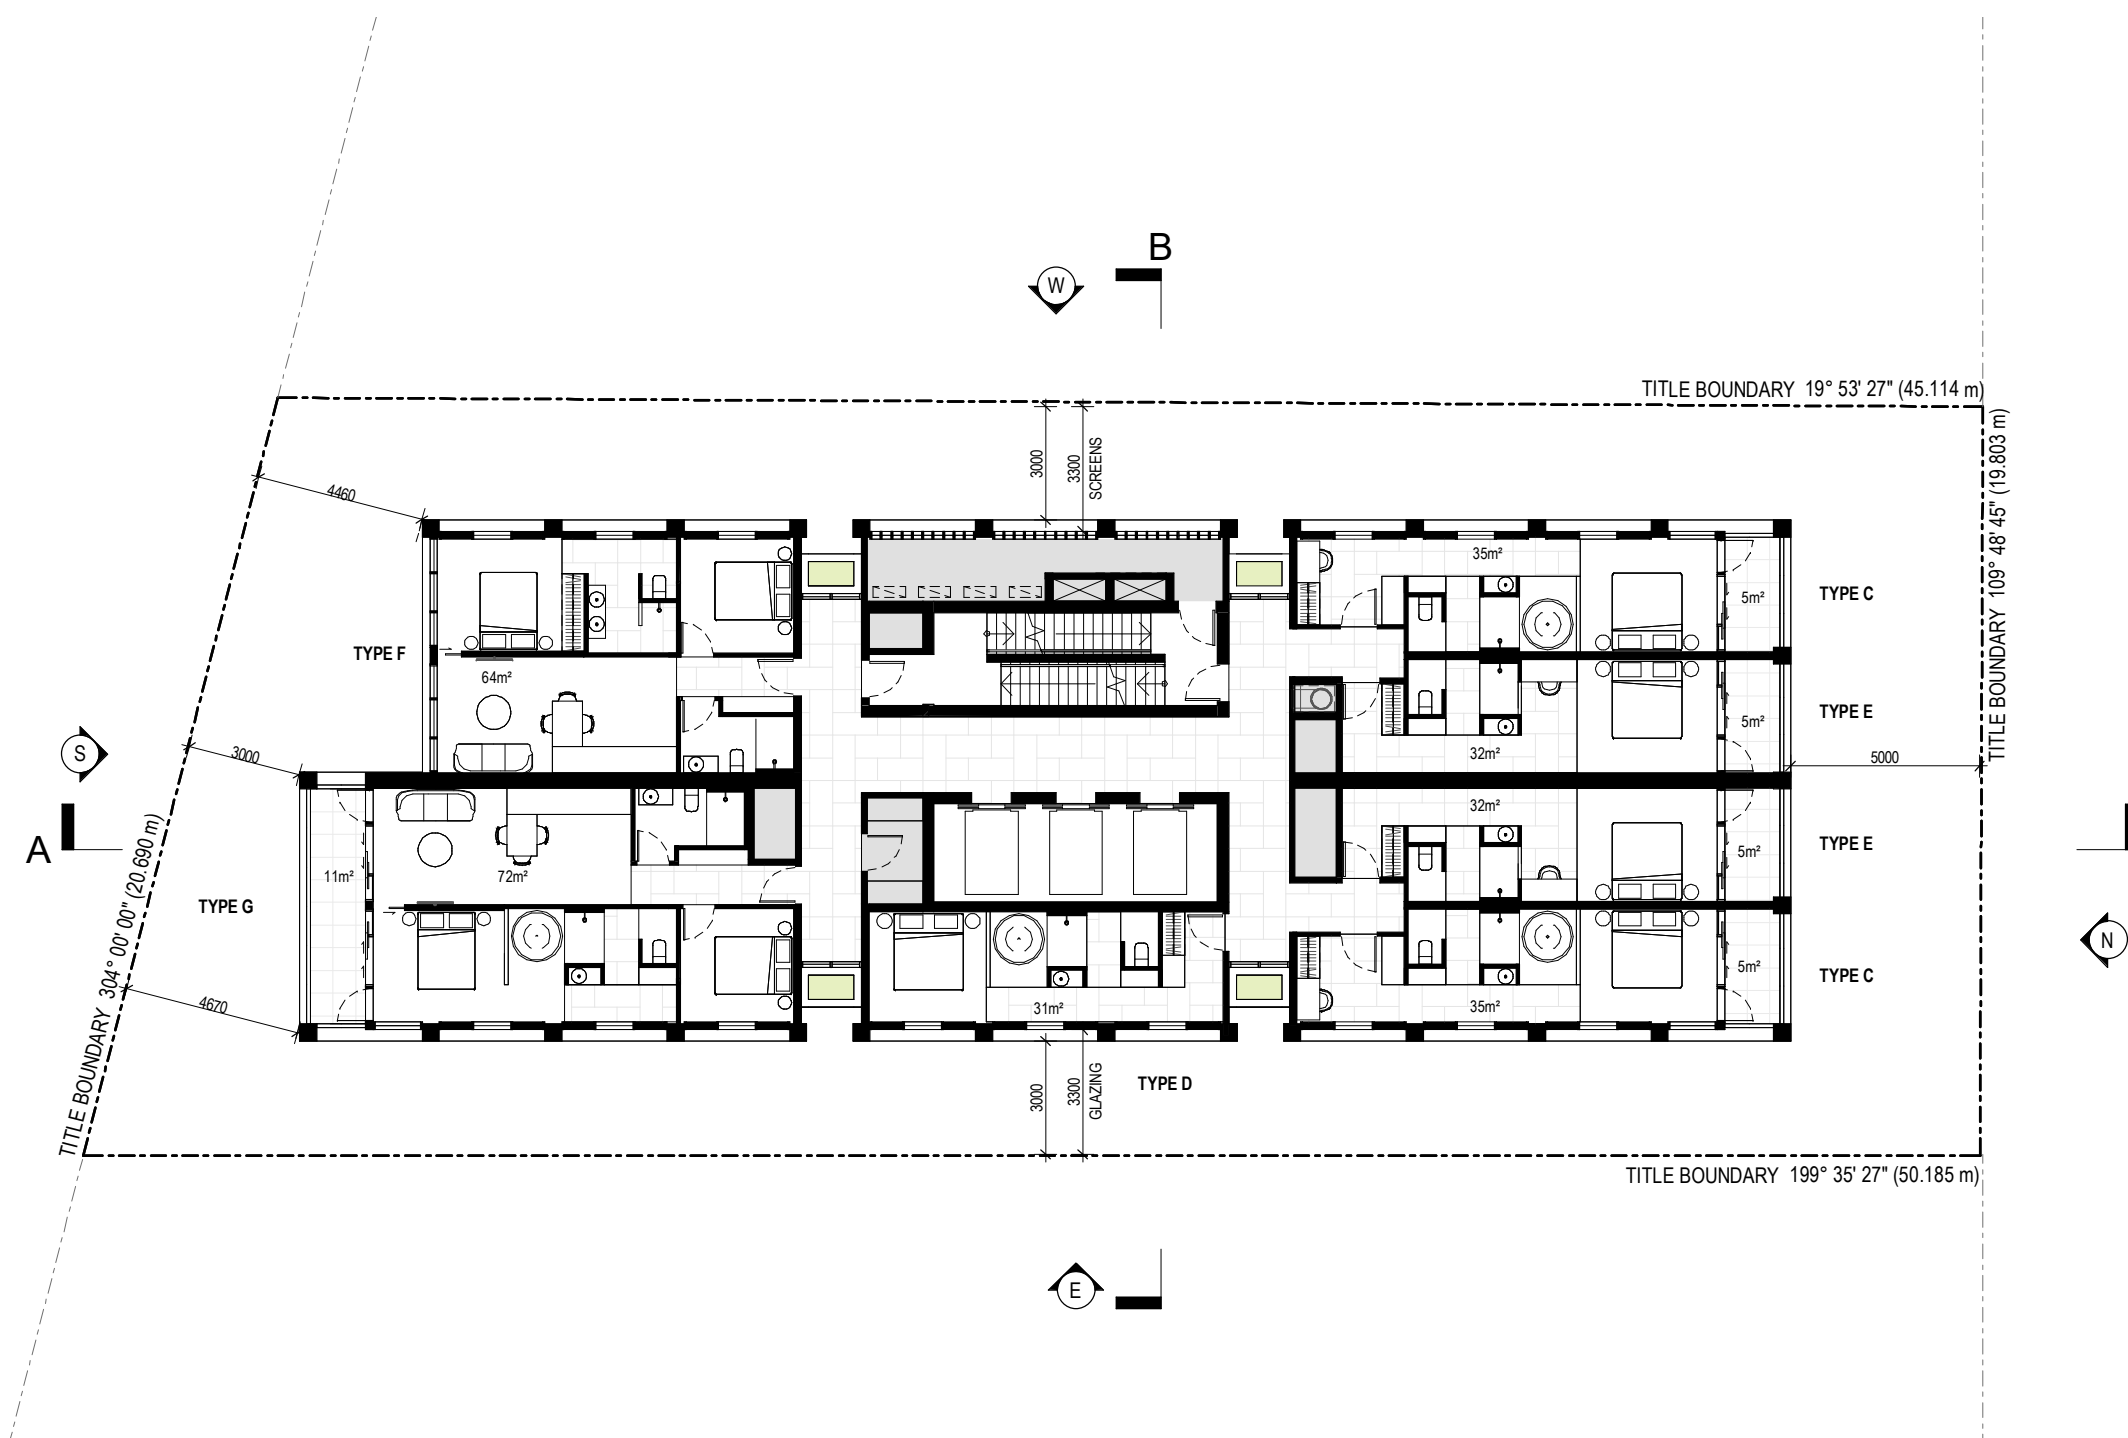 B
W
TITLE BOUNDARY 19° 53' 27" (45.114 m)
TITLE BOUNDARY 109° 48' 45" (19.803 m)
3000
3300
SCREENS
4460
35m²
5m²
TYPE C
TYPE F
64m²
5m²
TYPE E
32m²
5000
S
3000
A
TITLE BOUNDARY 304° 00' 00" (20.690 m)
32m²
5m²
TYPE E
11m²
72m²
TYPE G
N
5m²
TYPE C
4670
31m²
35m²
3000
3300
GLAZING
TYPE D
TITLE BOUNDARY 199° 35' 27" (50.185 m)
E